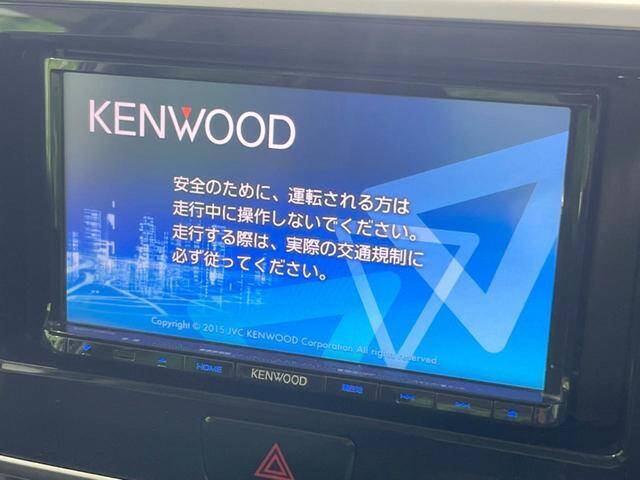 KENWOOD
安全のために、運転される方は
走行中に操作しないでください。
走行する際は、実際の交通規制に
必ず従ってください。
Copyright © 2015 JVC KENWOOD Corporation All rights reserved.
HOME KENWOOD